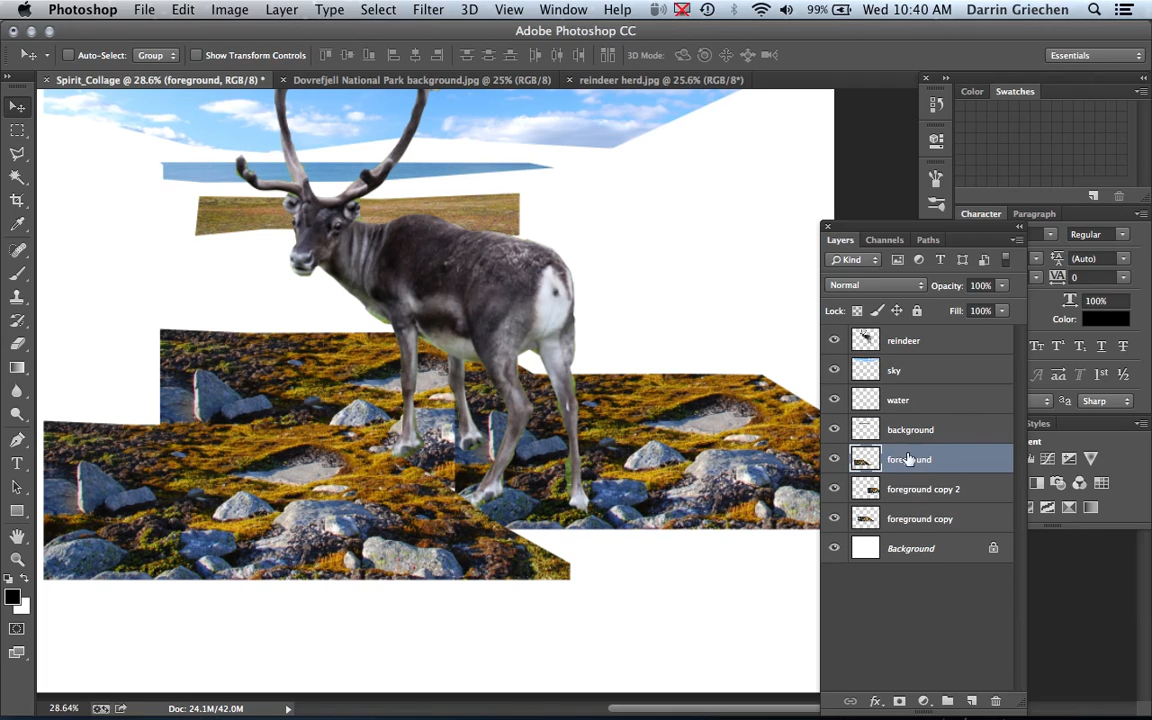 Photoshop File Edit Image Layer Type Select Filter 3D View Window Help 99% Wed 10:40 AM Darrin Griechen
Adobe Photoshop CC
Auto-Select: Group Show Transform Controls 3D Mode: Essentials
Spirit_Collage @ 28.6% (foreground, RGB/8) * Dovrefjell National Park background.jpg @ 25% (RGB/8) reindeer herd.jpg @ 25.6% (RGB/8*)
Color Swatches
Character Paragraph
Regular
(Auto)
0
100%
Color:
Sharp
Styles
Layers Channels Paths
Kind
Normal Opacity: 100%
Lock: Fill: 100%
reindeer
sky
water
background
foreground
foreground copy 2
foreground copy
Background
28.64% Doc: 24.1M/42.0M